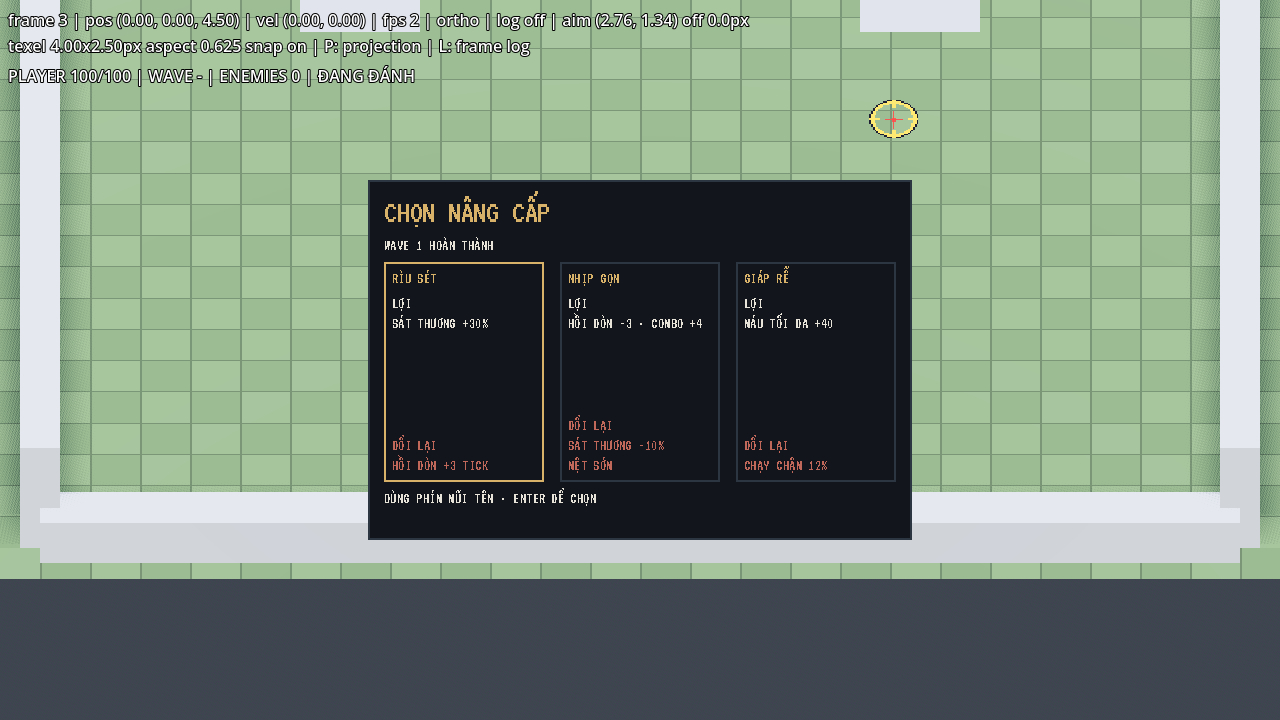 frame 3 | pos (0.00, 0.00, 4.50) | vel (0.00, 0.00) | fps 2 | ortho | log off | aim (2.76, 1.34) off 0.0px
texel 4.00x2.50px aspect 0.625 snap on | P: projection | L: frame log
PLAYER 100/100 | WAVE - | ENEMIES 0 | ĐANG ĐÁNH
CHỌN NÂNG CẤP
WAVE 1 HOÀN THÀNH
RÌU SÉT
LỢI
SÁT THƯƠNG +30%
ĐỔI LẠI
HỒI ĐÒN +3 TICK
NHỊP GỌN
LỢI
HỒI ĐÒN -3 · COMBO +4
ĐỔI LẠI
SÁT THƯƠNG -10%
MỆT SỚM
GIÁP RỄ
LỢI
MÁU TỐI ĐA +40
ĐỔI LẠI
CHẠY CHẬM 12%
DÙNG PHÍM MŨI TÊN · ENTER ĐỂ CHỌN